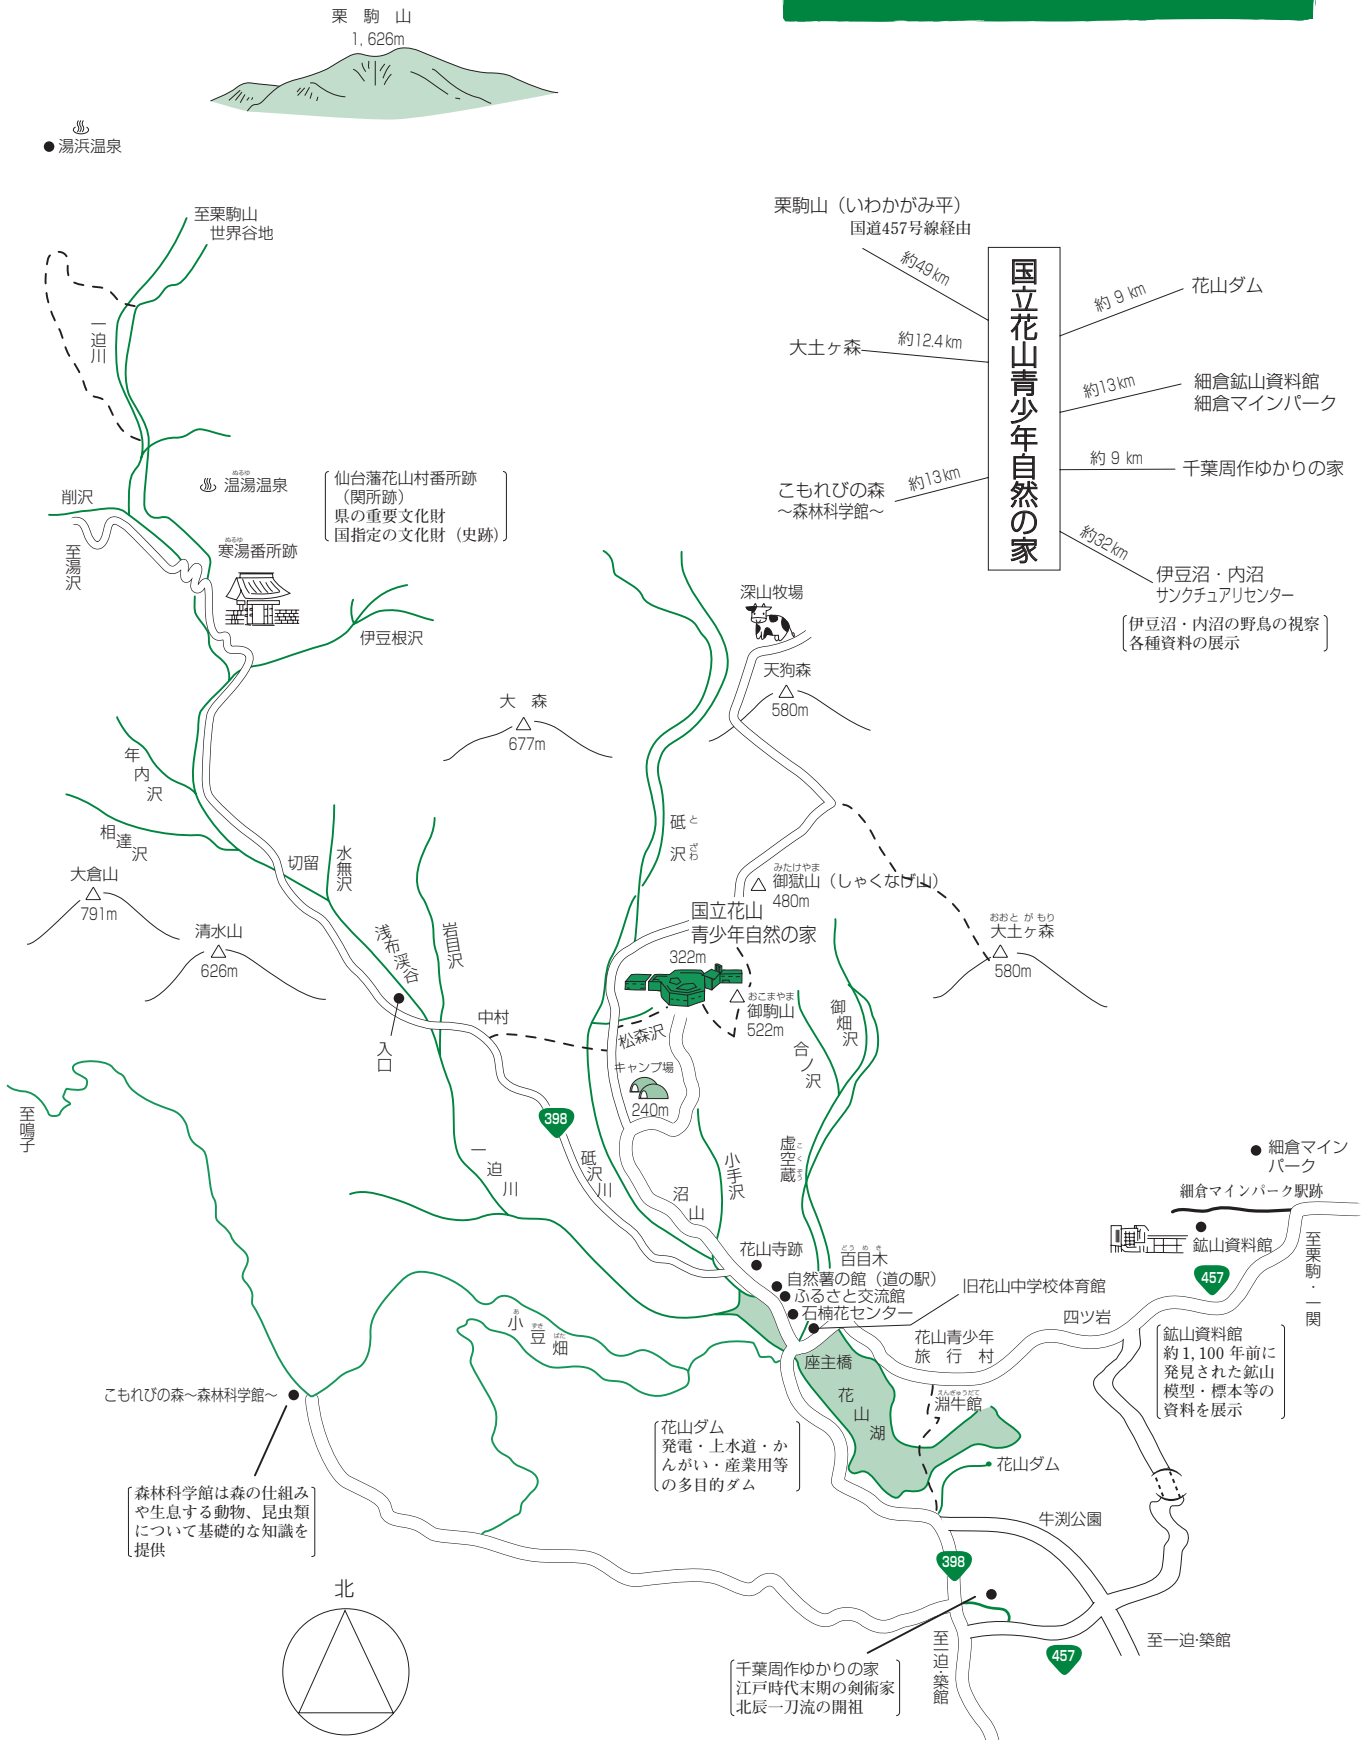 栗駒山
1,626m
湯浜温泉
至栗駒山
世界谷地
一迫川
栗駒山（いわかがみ平）
国道457号線経由
約49km
大土ヶ森
約12.4km
こもれびの森
～森林科学館～
約13km
国立花山青少年自然の家
約9km
花山ダム
約13km
細倉鉱山資料館
細倉マインパーク
約9km
千葉周作ゆかりの家
約32km
伊豆沼・内沼
サンクチュアリセンター
伊豆沼・内沼の野鳥の視察
各種資料の展示
ぬるゆ
温湯温泉
仙台藩花山村番所跡
（関所跡）
県の重要文化財
国指定の文化財（史跡）
削沢
至湯沢
ぬるゆ
寒湯番所跡
伊豆根沢
深山牧場
天狗森
580m
大森
677m
年内沢
相達沢
切留
水無沢
大倉山
791m
清水山
626m
浅布渓谷
岩目沢
入口
中村
砥沢
とざわ
みたけやま
御嶽山（しゃくなげ山）
480m
国立花山
青少年自然の家
322m
おこまやま
御駒山
522m
おおとがもり
大土ヶ森
580m
松森沢
キャンプ場
240m
御畑沢
合ノ沢
至鳴子
398
一迫川
砥沢川
沼山
小手沢
虚空蔵
こくぞう
細倉マイン
パーク
細倉マインパーク駅跡
鉱山資料館
457
至栗駒・一関
花山寺跡
どうめき
百目木
自然薯の館（道の駅）
ふるさと交流館
石楠花センター
旧花山中学校体育館
四ツ岩
花山青少年
旅行村
座主橋
鉱山資料館
約1,100年前に
発見された鉱山
模型・標本等の
資料を展示
あずきばた
小豆畑
こもれびの森～森林科学館～
花山湖
えんぎゅうだて
淵牛館
花山ダム
発電・上水道・か
んがい・産業用等
の多目的ダム
花山ダム
牛渕公園
森林科学館は森の仕組み
や生息する動物、昆虫類
について基礎的な知識を
提供
北
398
至一迫・築館
至一迫・築館
457
千葉周作ゆかりの家
江戸時代末期の剣術家
北辰一刀流の開祖